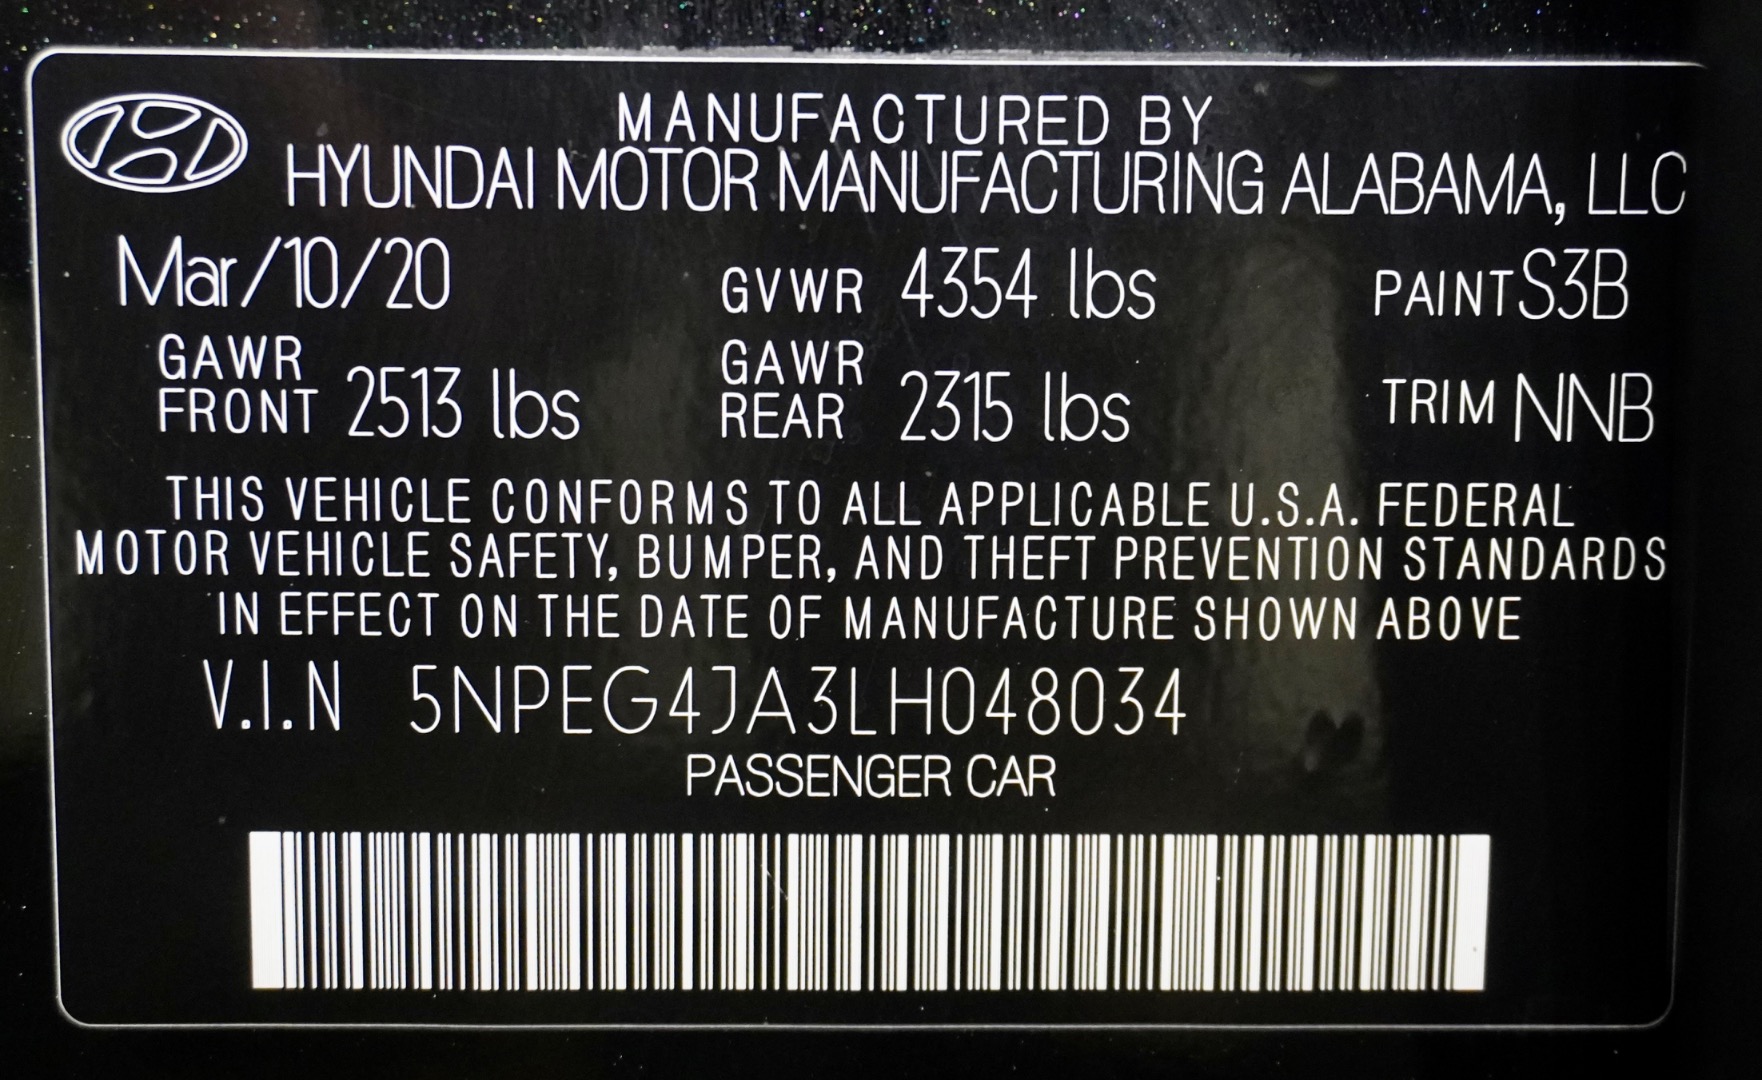 MANUFACTURED BY
HYUNDAI MOTOR MANUFACTURING ALABAMA, LLC
Mar/10/20 GVWR 4354 lbs PAINT S3B
GAWR FRONT 2513 lbs GAWR REAR 2315 lbs TRIM NNB
THIS VEHICLE CONFORMS TO ALL APPLICABLE U.S.A. FEDERAL
MOTOR VEHICLE SAFETY, BUMPER, AND THEFT PREVENTION STANDARDS
IN EFFECT ON THE DATE OF MANUFACTURE SHOWN ABOVE
V.I.N 5NPEG4JA3LH048034
PASSENGER CAR